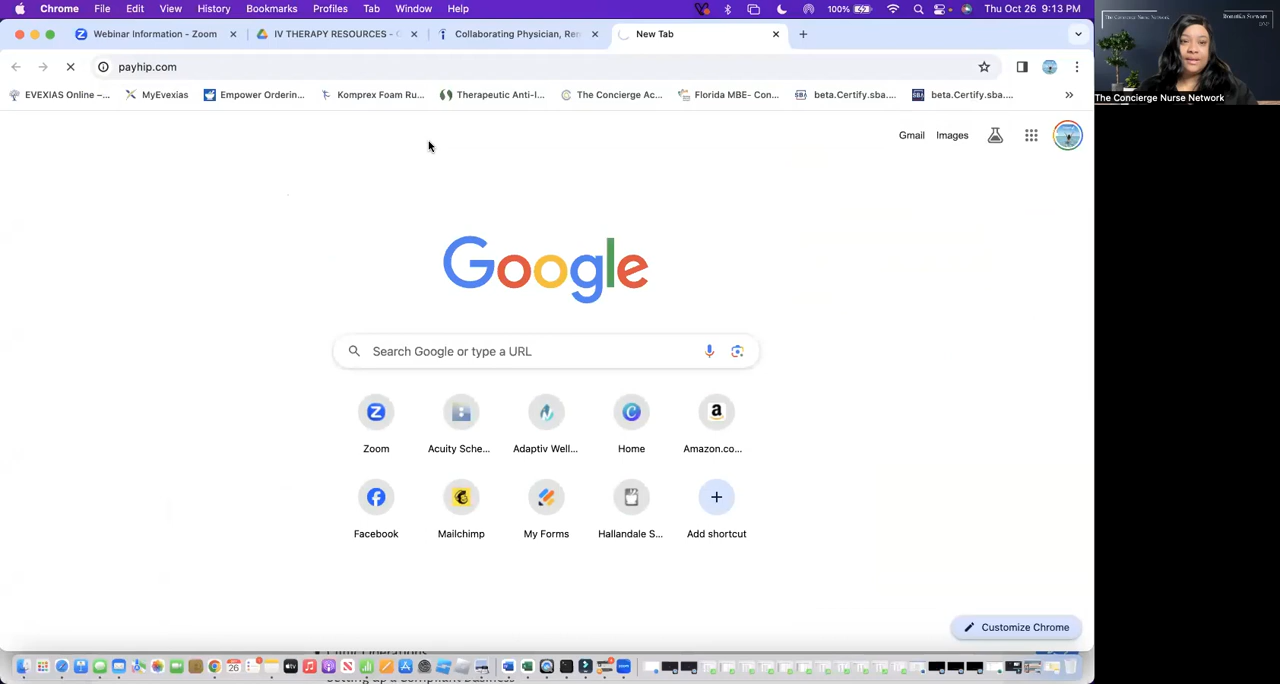 Chrome File Edit View History Bookmarks Profiles Tab Window Help 100% Thu Oct 26 9:13 PM
Webinar Information - Zoom IV THERAPY RESOURCES - G Collaborating Physician, Ren New Tab
payhip.com
EVEXIAS Online –... MyEvexias Empower Orderin... Komprex Foam Ru... Therapeutic Anti-I... The Concierge Ac... Florida MBE- Con... beta.Certify.sba.... beta.Certify.sba....
The Concierge Nurse Network
Gmail Images
Google
Search Google or type a URL
Zoom Acuity Sche... Adaptiv Well... Home Amazon.co...
Facebook Mailchimp My Forms Hallandale S... Add shortcut
Customize Chrome
Setting up a Compliant Business